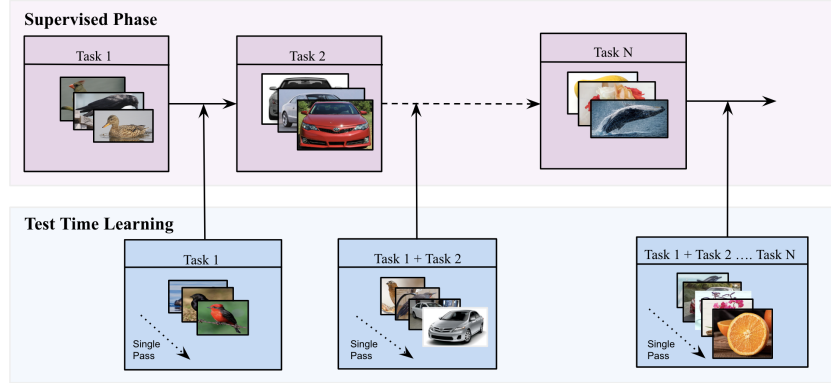 Supervised Phase
Task 1
Task 2
Task N
Test Time Learning
Task 1
Single
Pass
Task 1 + Task 2
Single
Pass
Task 1 + Task 2 .... Task N
Single
Pass